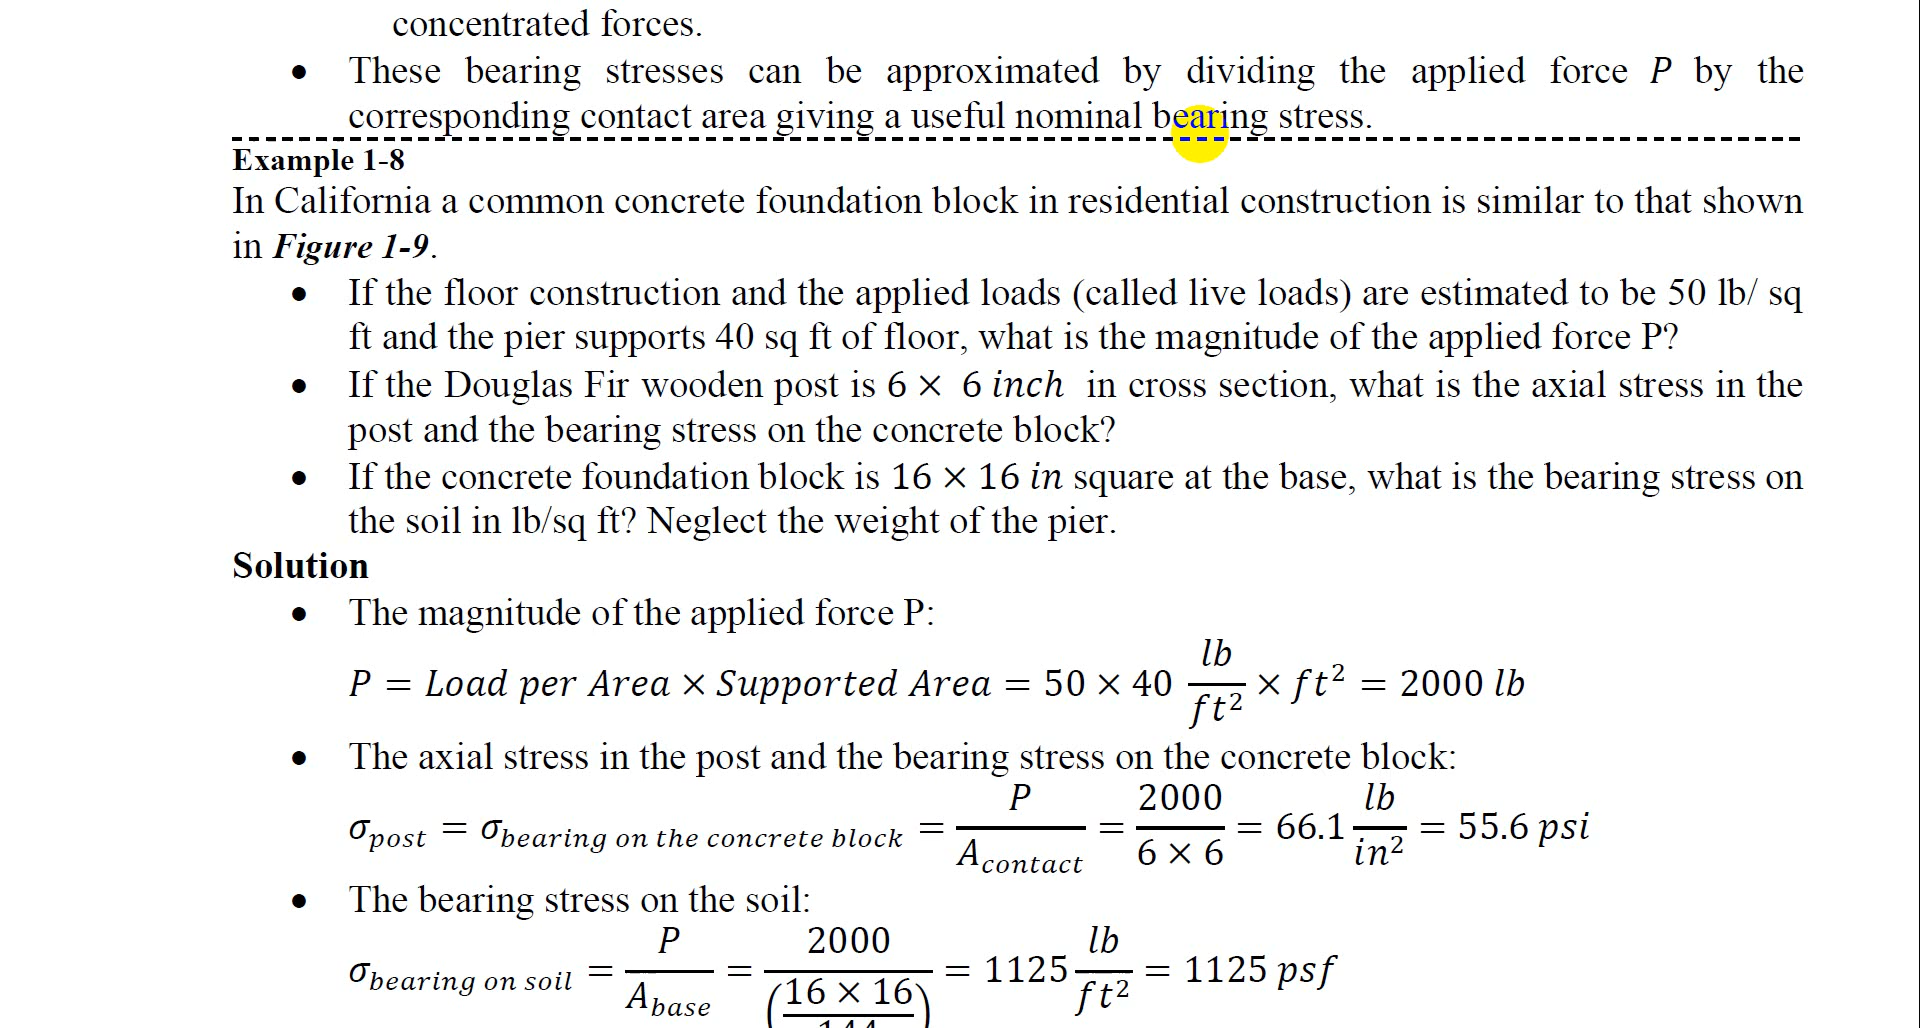 concentrated forces.
• These bearing stresses can be approximated by dividing the applied force P by the
corresponding contact area giving a useful nominal bearing stress.
Example 1-8
In California a common concrete foundation block in residential construction is similar to that shown
in Figure 1-9.
• If the floor construction and the applied loads (called live loads) are estimated to be 50 lb/ sq
ft and the pier supports 40 sq ft of floor, what is the magnitude of the applied force P?
• If the Douglas Fir wooden post is 6 × 6 inch in cross section, what is the axial stress in the
post and the bearing stress on the concrete block?
• If the concrete foundation block is 16 × 16 in square at the base, what is the bearing stress on
the soil in lb/sq ft? Neglect the weight of the pier.
Solution
• The magnitude of the applied force P:
P = Load per Area × Supported Area = 50 × 40 lb/ft² × ft² = 2000 lb
• The axial stress in the post and the bearing stress on the concrete block:
σpost = σbearing on the concrete block = P/Acontact = 2000/(6 × 6) = 66.1 lb/in² = 55.6 psi
• The bearing stress on the soil:
σbearing on soil = P/Abase = 2000/((16 × 16)/144) = 1125 lb/ft² = 1125 psf